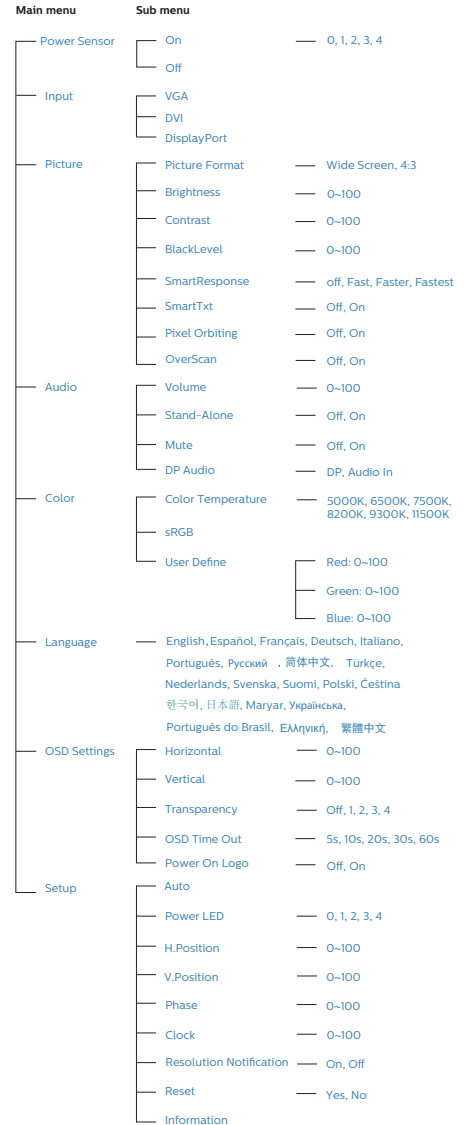 Main menu Sub menu
Power Sensor On 0, 1, 2, 3, 4
Off
Input VGA
DVI
DisplayPort
Picture Picture Format Wide Screen, 4:3
Brightness 0~100
Contrast 0~100
BlackLevel 0~100
SmartResponse off, Fast, Faster, Fastest
SmartTxt Off, On
Pixel Orbiting Off, On
OverScan Off, On
Audio Volume 0~100
Stand-Alone Off, On
Mute Off, On
DP Audio DP, Audio In
Color Color Temperature 5000K, 6500K, 7500K,
8200K, 9300K, 11500K
sRGB
User Define Red: 0~100
Green: 0~100
Blue: 0~100
Language English, Español, Français, Deutsch, Italiano,
Português, Русский , 简体中文, Türkçe,
Nederlands, Svenska, Suomi, Polski, Čeština
한국어, 日本語, Maryar, Українська,
Português do Brasil, Ελληνική, 繁體中文
OSD Settings Horizontal 0~100
Vertical 0~100
Transparency Off, 1, 2, 3, 4
OSD Time Out 5s, 10s, 20s, 30s, 60s
Power On Logo Off, On
Setup Auto
Power LED 0, 1, 2, 3, 4
H.Position 0~100
V.Position 0~100
Phase 0~100
Clock 0~100
Resolution Notification On, Off
Reset Yes, No
Information